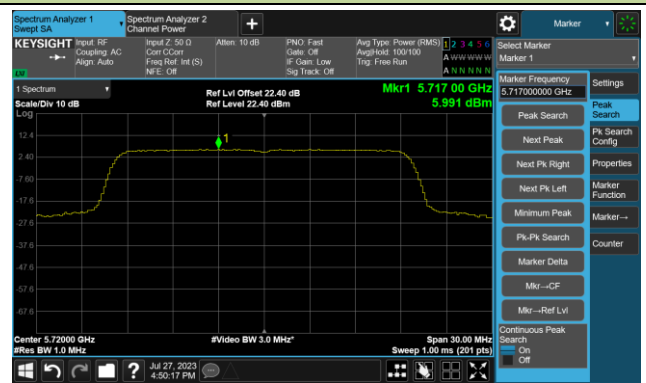 Spectrum Analyzer 1
Swept SA
Spectrum Analyzer 2
Channel Power
+
Marker
KEYSIGHT
Input: RF
Coupling: AC
Align: Auto
Input Z: 50 Ω
Corr CCorr
Freq Ref: Int (S)
NFE: Off
Atten: 10 dB
PNO: Fast
Gate: Off
IF Gain: Low
Sig Track: Off
Avg Type: Power (RMS)
Avg|Hold: 100/100
Trig: Free Run
1 2 3 4 5 6
A W W W W W
A N N N N N
LVI
Select Marker
Marker 1
1 Spectrum
Scale/Div 10 dB
Log
Ref Lvl Offset 22.40 dB
Ref Level 22.40 dBm
Mkr1 5.717 00 GHz
5.991 dBm
1
12.4
2.40
-7.60
-17.6
-27.6
-37.6
-47.6
-57.6
-67.6
Center 5.72000 GHz
#Res BW 1.0 MHz
#Video BW 3.0 MHz*
Span 30.00 MHz
Sweep 1.00 ms (201 pts)
Marker Frequency
5.717000000 GHz
Peak Search
Next Peak
Next Pk Right
Next Pk Left
Minimum Peak
Pk-Pk Search
Marker Delta
Mkr→CF
Mkr→Ref Lvl
Continuous Peak
Search
On
Off
Settings
Peak
Search
Pk Search
Config
Properties
Marker
Function
Marker→
Counter
?
Jul 27, 2023
4:50:17 PM